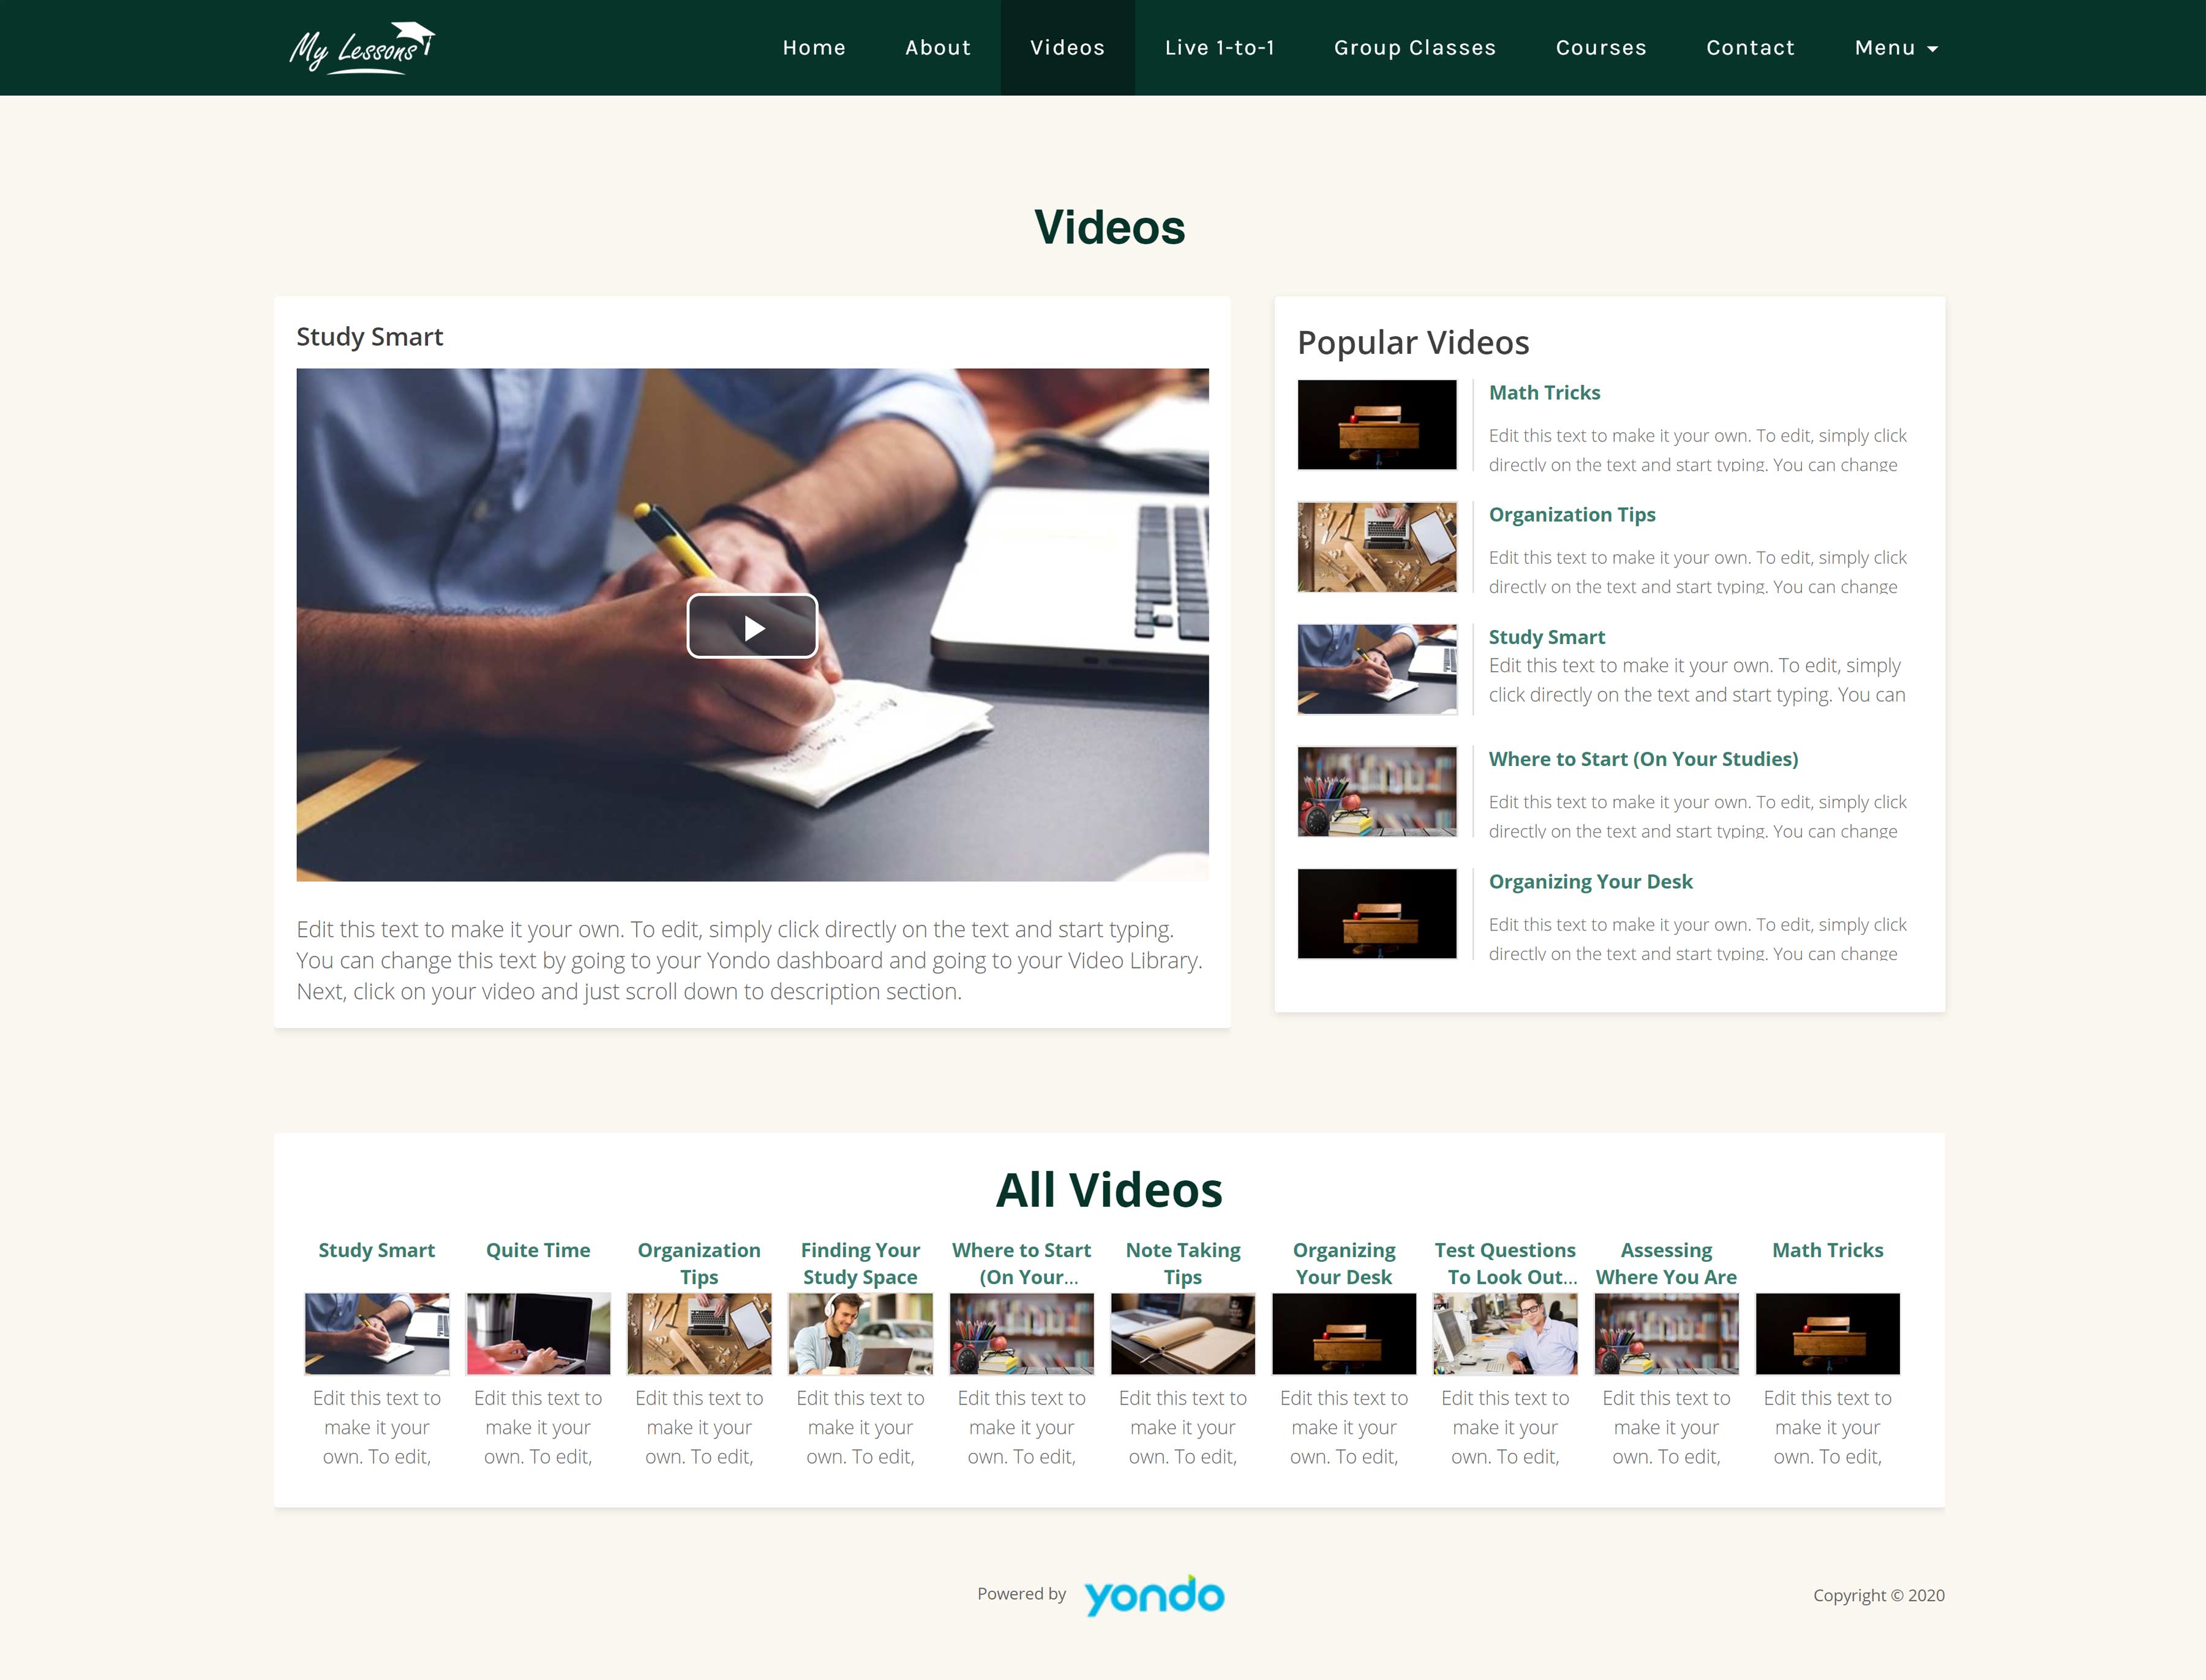 My Lessons
Home About Videos Live 1-to-1 Group Classes Courses Contact Menu
Videos
Study Smart
Edit this text to make it your own. To edit, simply click directly on the text and start typing.
You can change this text by going to your Yondo dashboard and going to your Video Library.
Next, click on your video and just scroll down to description section.
Popular Videos
Math Tricks
Edit this text to make it your own. To edit, simply click
directly on the text and start typing. You can change
Organization Tips
Edit this text to make it your own. To edit, simply click
directly on the text and start typing. You can change
Study Smart
Edit this text to make it your own. To edit, simply
click directly on the text and start typing. You can
Where to Start (On Your Studies)
Edit this text to make it your own. To edit, simply click
directly on the text and start typing. You can change
Organizing Your Desk
Edit this text to make it your own. To edit, simply click
directly on the text and start typing. You can change
All Videos
Study Smart
Edit this text to
make it your
own. To edit,
Quite Time
Edit this text to
make it your
own. To edit,
Organization
Tips
Edit this text to
make it your
own. To edit,
Finding Your
Study Space
Edit this text to
make it your
own. To edit,
Where to Start
(On Your...
Edit this text to
make it your
own. To edit,
Note Taking
Tips
Edit this text to
make it your
own. To edit,
Organizing
Your Desk
Edit this text to
make it your
own. To edit,
Test Questions
To Look Out...
Edit this text to
make it your
own. To edit,
Assessing
Where You Are
Edit this text to
make it your
own. To edit,
Math Tricks
Edit this text to
make it your
own. To edit,
Powered by yondo
Copyright © 2020